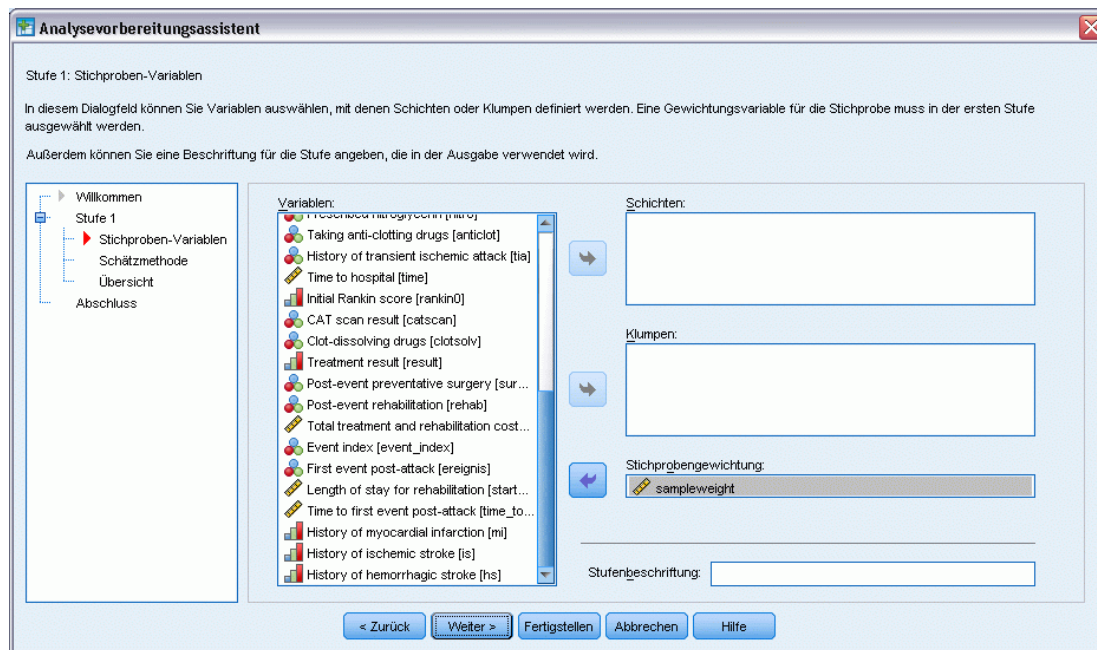 Analysevorbereitungsassistent
Stufe 1: Stichproben-Variablen
In diesem Dialogfeld können Sie Variablen auswählen, mit denen Schichten oder Klumpen definiert werden. Eine Gewichtungsvariable für die Stichprobe muss in der ersten Stufe
ausgewählt werden.
Außerdem können Sie eine Beschriftung für die Stufe angeben, die in der Ausgabe verwendet wird.
Willkommen
Stufe 1
Stichproben-Variablen
Schätzmethode
Übersicht
Abschluss
Variablen:
Prescribed nitroglycerin [nitro]
Taking anti-clotting drugs [anticlot]
History of transient ischemic attack [tia]
Time to hospital [time]
Initial Rankin score [rankin0]
CAT scan result [catscan]
Clot-dissolving drugs [clotsolv]
Treatment result [result]
Post-event preventative surgery [sur...
Post-event rehabilitation [rehab]
Total treatment and rehabilitation cost...
Event index [event_index]
First event post-attack [ereignis]
Length of stay for rehabilitation [start...
Time to first event post-attack [time_to...
History of myocardial infarction [mi]
History of ischemic stroke [is]
History of hemorrhagic stroke [hs]
Schichten:
Klumpen:
Stichprobengewichtung:
sampleweight
Stufenbeschriftung:
< Zurück
Weiter >
Fertigstellen
Abbrechen
Hilfe